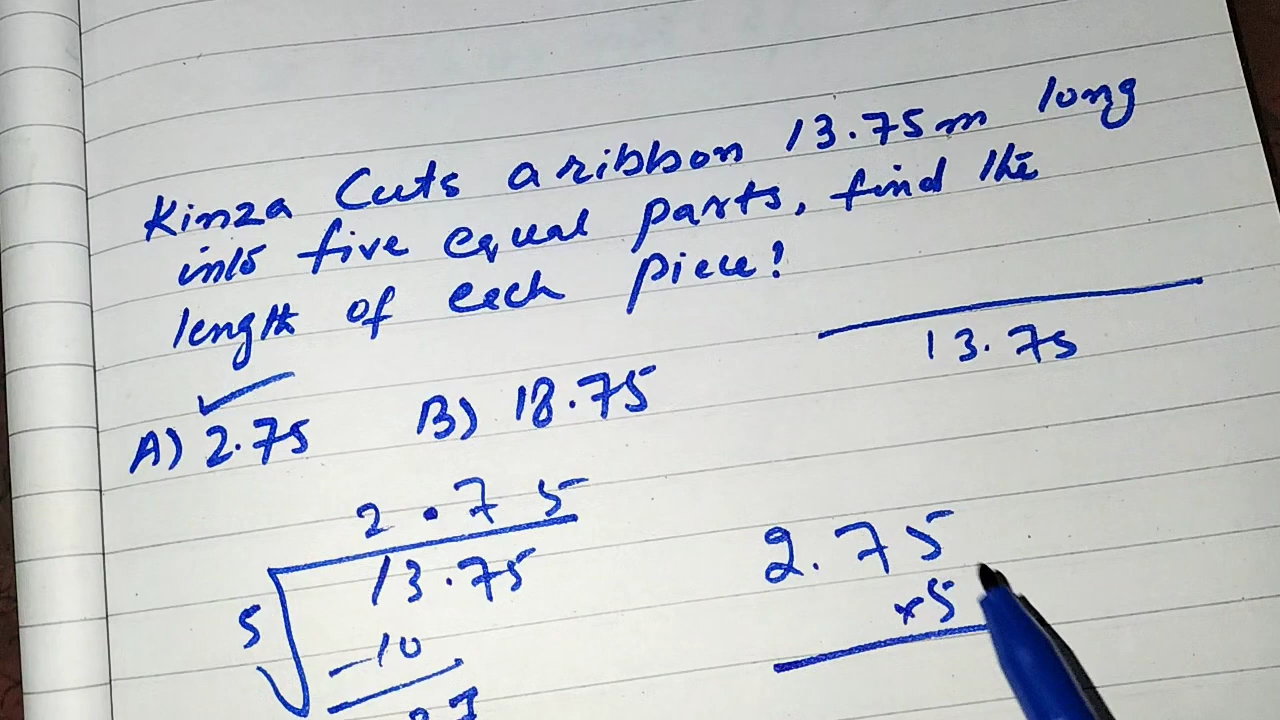 Kinza Cuts a ribbon 13.75m long
into five equal parts, find the
length of each piece?
13.75
A) 2.75 B) 18.75
2.75
5 13.75
-10
37
2.75
×5